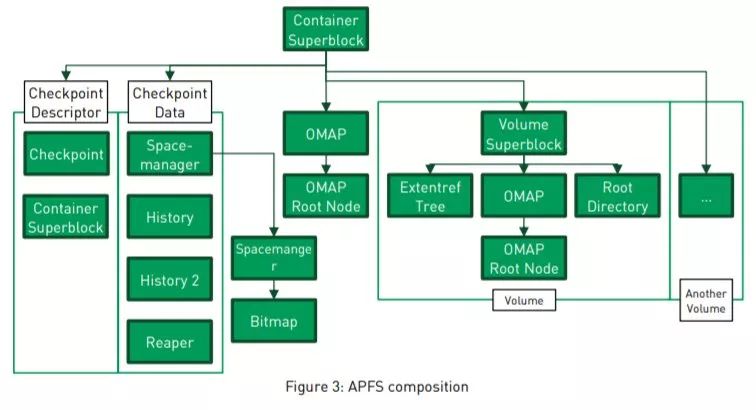 Container
Superblock
Checkpoint
Descriptor
Checkpoint
Data
Checkpoint
Container
Superblock
Space-
manager
History
History 2
Reaper
OMAP
OMAP
Root Node
Spacemange
r
Bitmap
Volume
Superblock
Extentref
Tree
OMAP
Root
Directory
OMAP
Root Node
Volume
...
Another
Volume
Figure 3: APFS composition